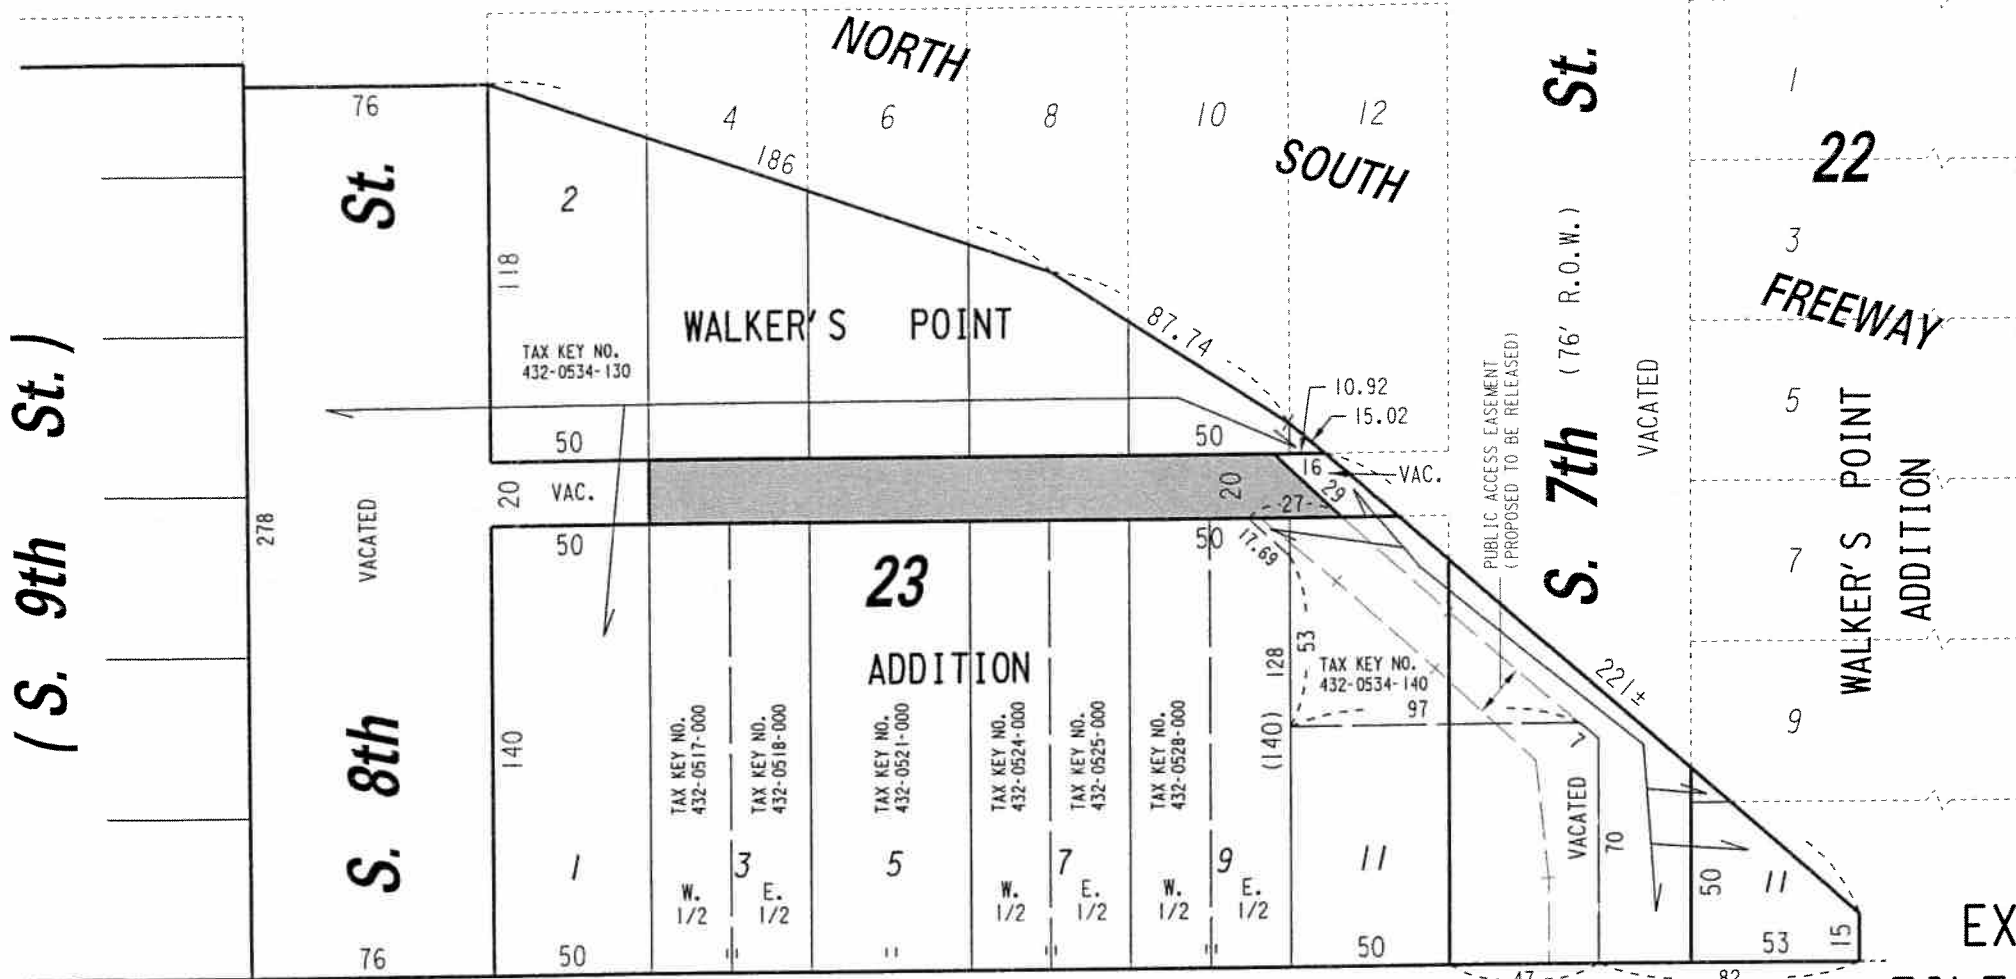 NORTH
SOUTH
FREEWAY
76
St.
2
4
6
8
10
12
186
118
TAX KEY NO.
432-0534-130
WALKER'S POINT
87.74
10.92
15.02
50
50
16
VAC.
20
VAC.
20
29
27
17.69
50
50
23
ADDITION
(S. 9th St.)
278
VACATED
S. 8th
76
140
1
50
TAX KEY NO.
432-0517-000
TAX KEY NO.
432-0518-000
3
W.
1/2
E.
1/2
"
TAX KEY NO.
432-0521-000
5
"
TAX KEY NO.
432-0524-000
TAX KEY NO.
432-0525-000
7
W.
1/2
E.
1/2
"
TAX KEY NO.
432-0528-000
9
W.
1/2
E.
1/2
"
128
(140)
53
TAX KEY NO.
432-0534-140
97
7
11
50
PUBLIC ACCESS EASEMENT
(PROPOSED TO BE RELEASED)
S. 7th St.
(76' R.O.W.)
VACATED
221±
VACATED
70
50
11
53
15
47
82
1
22
3
5
7
9
WALKER'S POINT
ADDITION
EX